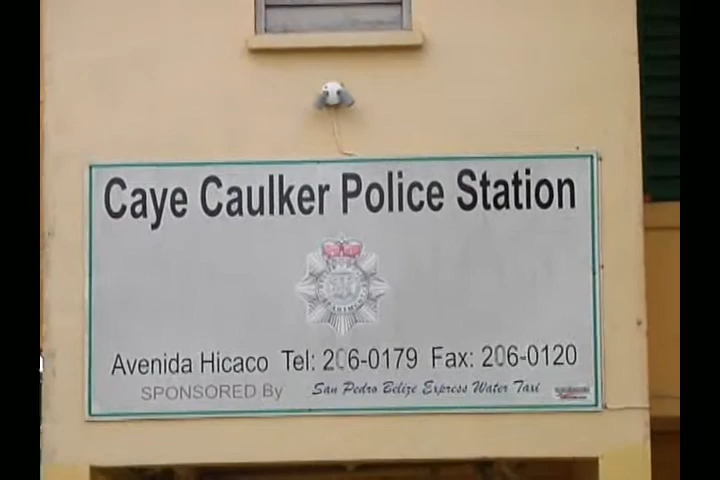 Caye Caulker Police Station
Avenida Hicaco Tel: 206-0179 Fax: 206-0120
SPONSORED By San Pedro Belize Express Water Taxi